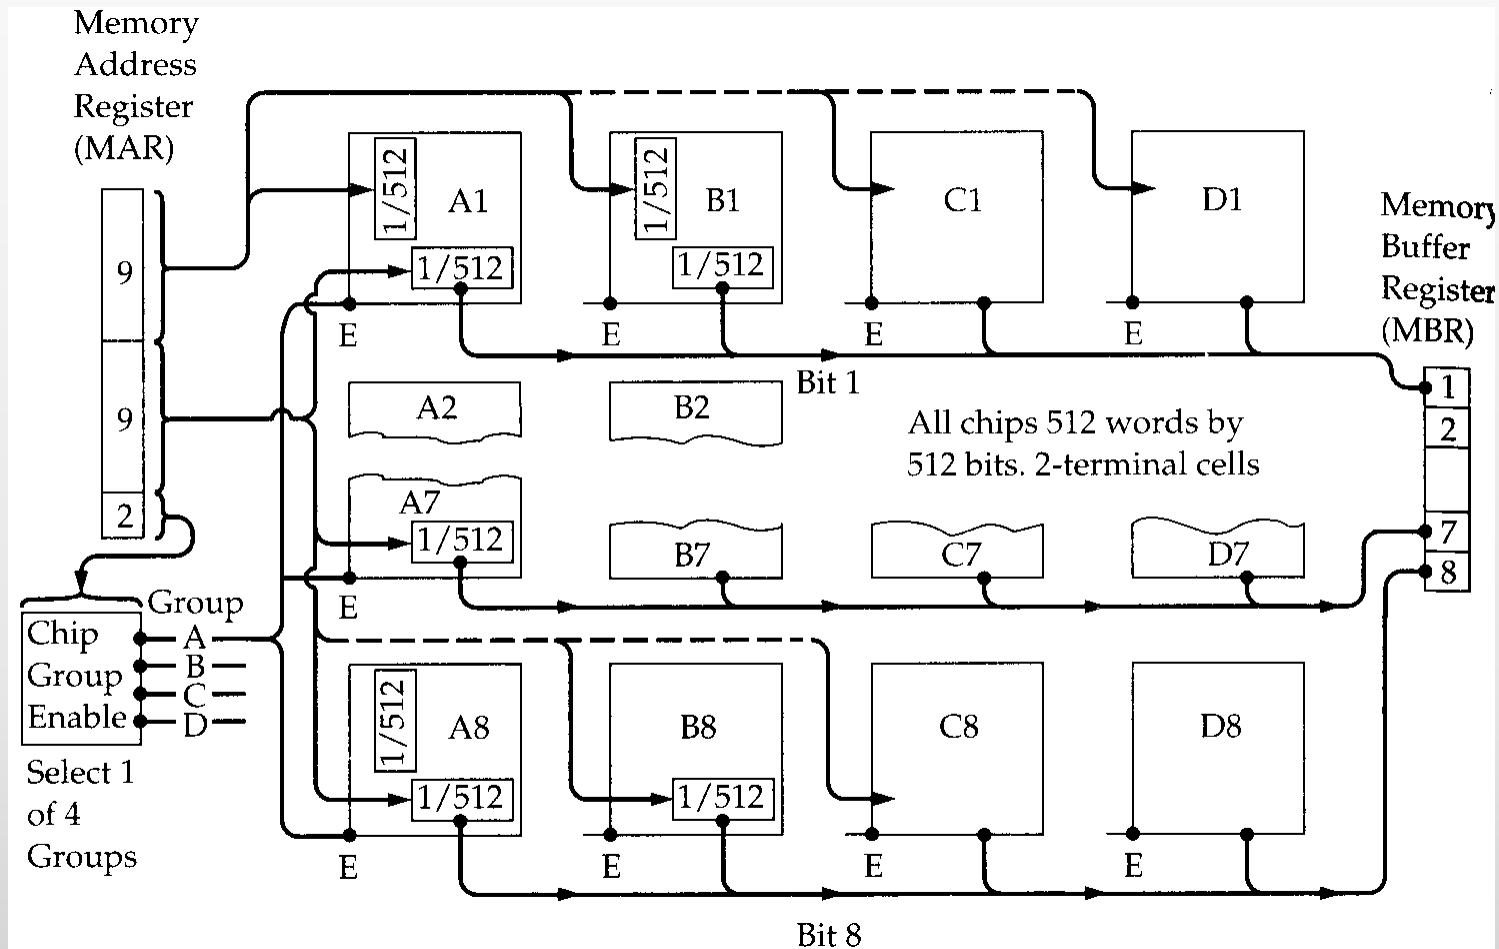 Memory
Address
Register
(MAR)
9
9
2
Chip
Group
Enable
Group
A
B
C
D
Select 1
of 4
Groups
1/512
A1
1/512
E
1/512
B1
1/512
E
C1
E
D1
E
Bit 1
A2
B2
All chips 512 words by
512 bits. 2-terminal cells
A7
1/512
E
B7
C7
D7
1/512
A8
1/512
E
B8
1/512
E
C8
E
D8
E
Bit 8
Memory
Buffer
Register
(MBR)
1
2
7
8